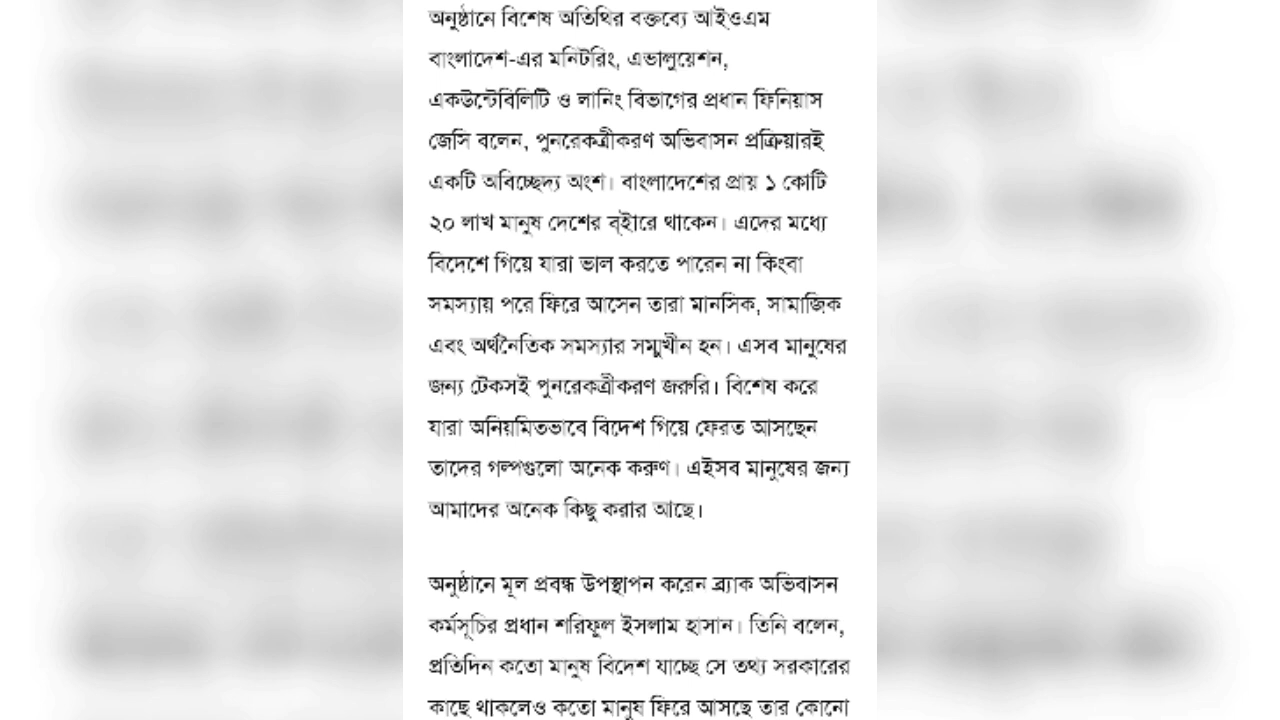 অনুষ্ঠানে বিশেষ অতিথির বক্তব্যে আইওএম
বাংলাদেশ-এর মনিটরিং, এভালুয়েশন,
একউন্টেবিলিটি ও লানিং বিভাগের প্রধান ফিনিয়াস
জেসি বলেন, পুনরেকত্রীকরণ অভিবাসন প্রক্রিয়ারই
একটি অবিচ্ছেদ্য অংশ। বাংলাদেশের প্রায় ১ কোটি
২০ লাখ মানুষ দেশের ব্ইারে থাকেন। এদের মধ্যে
বিদেশে গিয়ে যারা ভাল করতে পারেন না কিংবা
সমস্যায় পরে ফিরে আসেন তারা মানসিক, সামাজিক
এবং অর্থনৈতিক সমস্যার সম্মুখীন হন। এসব মানুষের
জন্য টেকসই পুনরেকত্রীকরণ জরুরি। বিশেষ করে
যারা অনিয়মিতভাবে বিদেশ গিয়ে ফেরত আসছেন
তাদের গল্পগুলো অনেক করুণ। এইসব মানুষের জন্য
আমাদের অনেক কিছু করার আছে।
অনুষ্ঠানে মূল প্রবন্ধ উপস্থাপন করেন ব্র্যাক অভিবাসন
কর্মসূচির প্রধান শরিফুল ইসলাম হাসান। তিনি বলেন,
প্রতিদিন কতো মানুষ বিদেশ যাচ্ছে সে তথ্য সরকারের
কাছে থাকলেও কতো মানুষ ফিরে আসছে তার কোনো